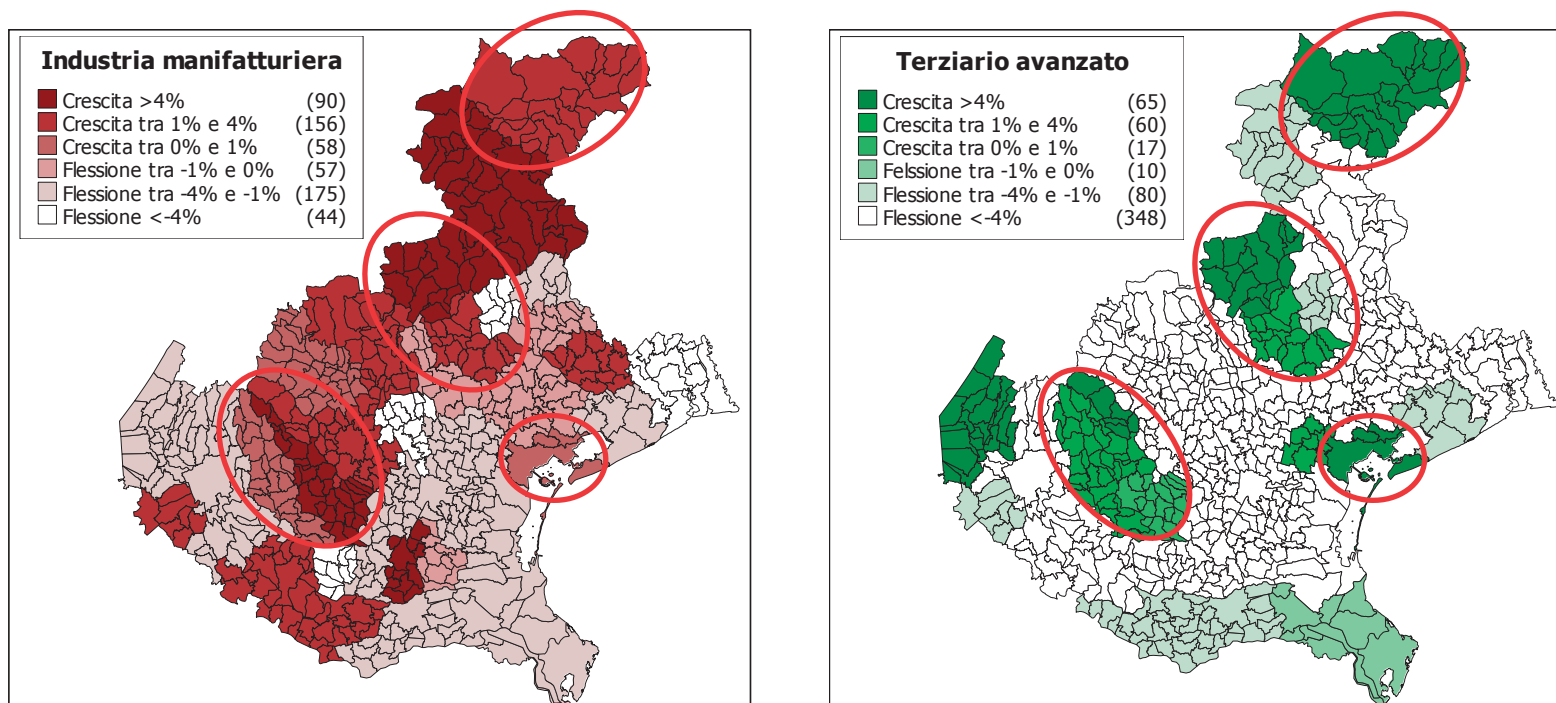 Industria manifatturiera
Crescita >4% (90)
Crescita tra 1% e 4% (156)
Crescita tra 0% e 1% (58)
Flessione tra -1% e 0% (57)
Flessione tra -4% e -1% (175)
Flessione <-4% (44)
Terziario avanzato
Crescita >4% (65)
Crescita tra 1% e 4% (60)
Crescita tra 0% e 1% (17)
Felssione tra -1% e 0% (10)
Flessione tra -4% e -1% (80)
Flessione <-4% (348)